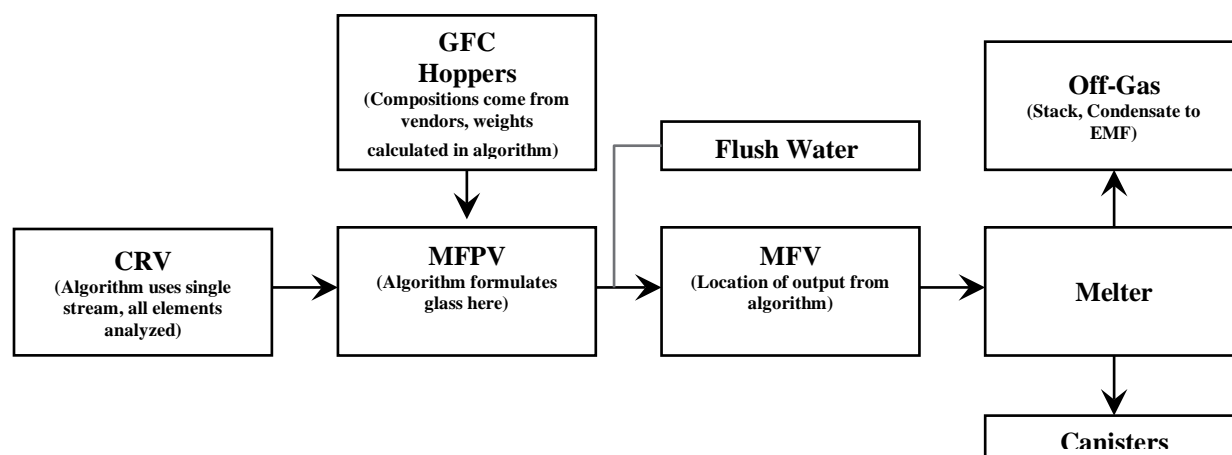 GFC
Hoppers
(Compositions come from
vendors, weights
calculated in algorithm)
Off-Gas
(Stack, Condensate to
EMF)
Flush Water
CRV
(Algorithm uses single
stream, all elements
analyzed)
MFPV
(Algorithm formulates
glass here)
MFV
(Location of output from
algorithm)
Melter
Canisters